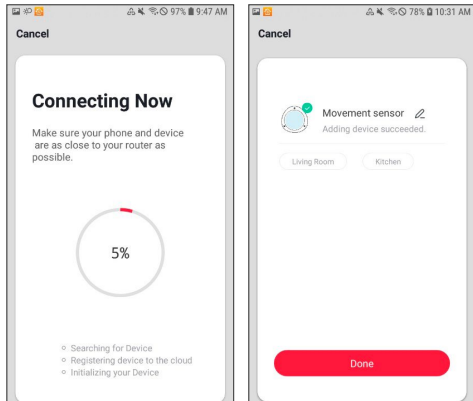 97% 9:47 AM
Cancel
Connecting Now
Make sure your phone and device
are as close to your router as
possible.
5%
Searching for Device
Registering device to the cloud
Initializing your Device
78% 10:31 AM
Cancel
Movement sensor
Adding device succeeded.
Living Room
Kitchen
Done